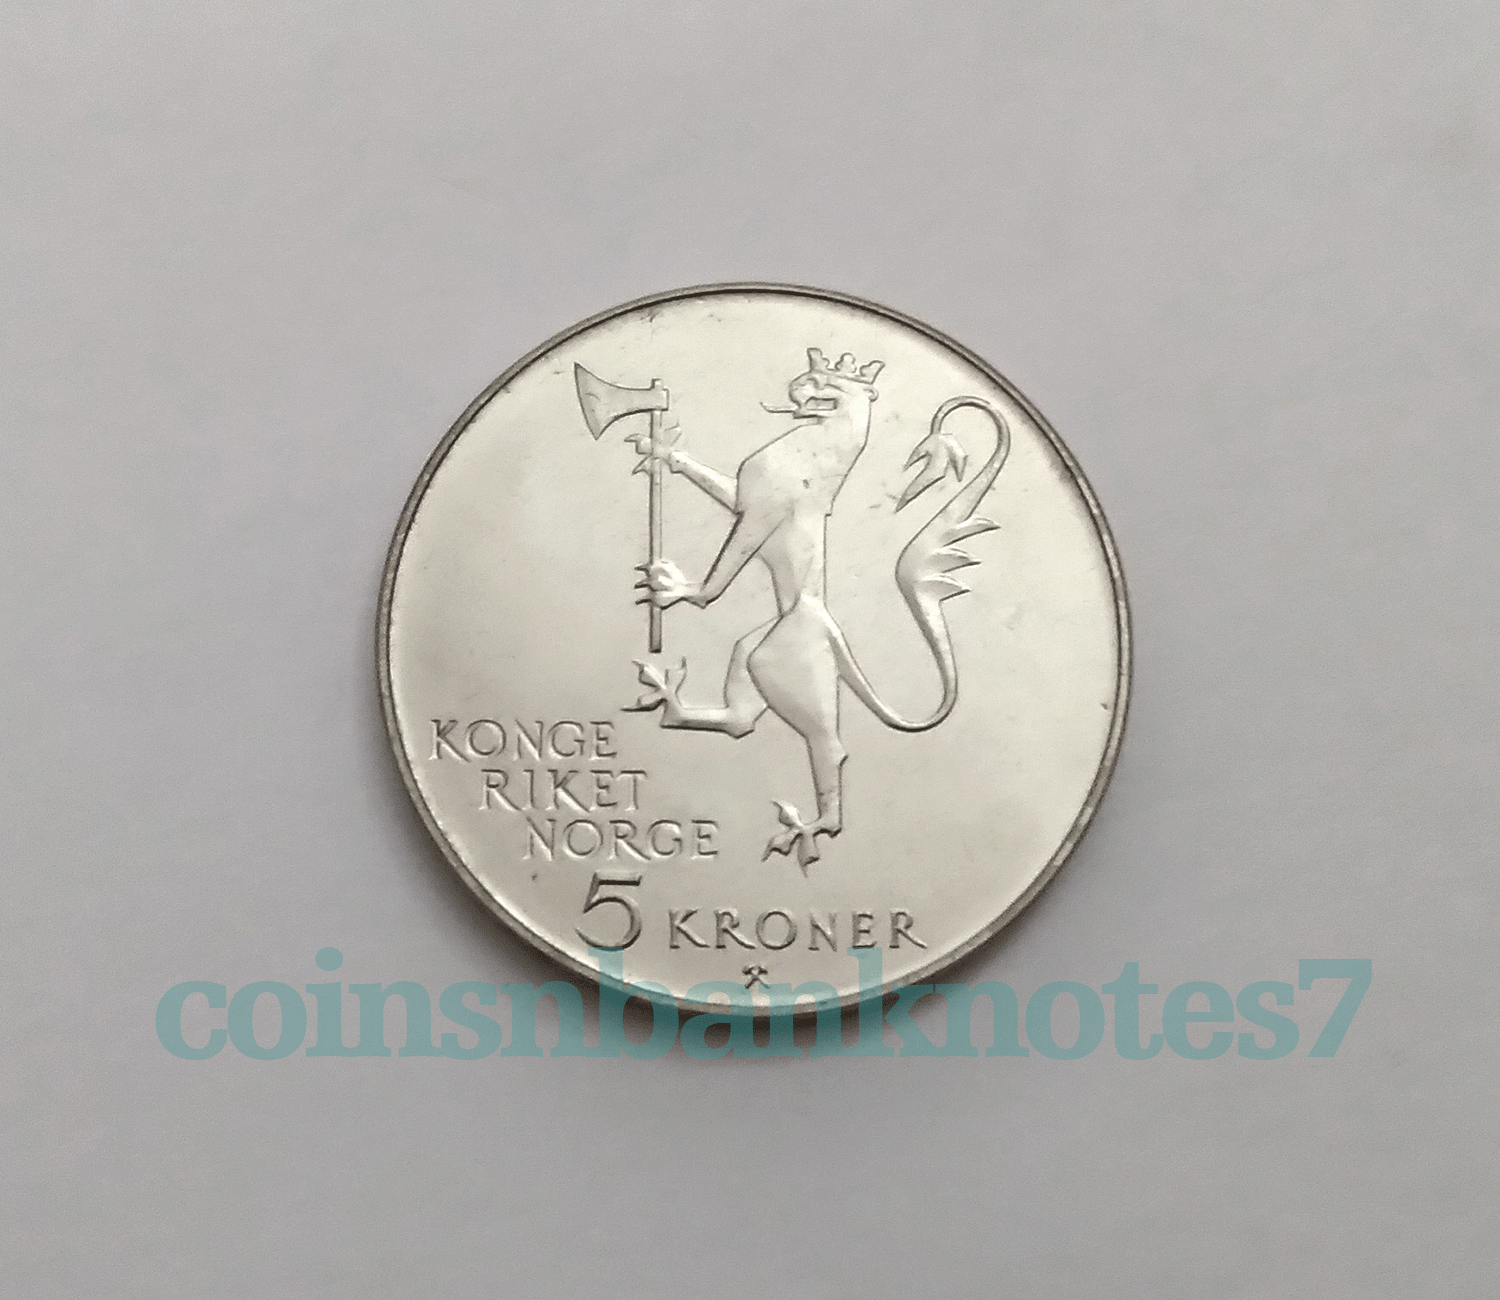 KONGE
RIKET
NORGE
5 KRONER
coinsnbanknotes7